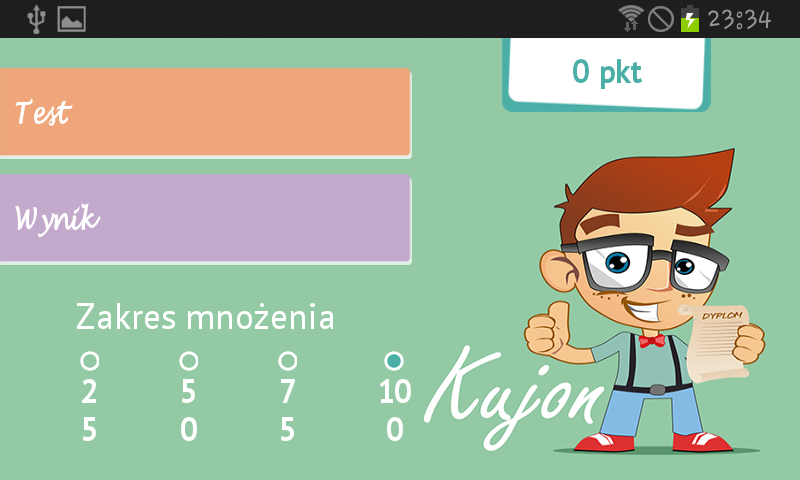 23:34
0 pkt
Test
Wynik
Zakres mnożenia
2 5 7 10
5 0 5 0
DYPLOM
Kujon